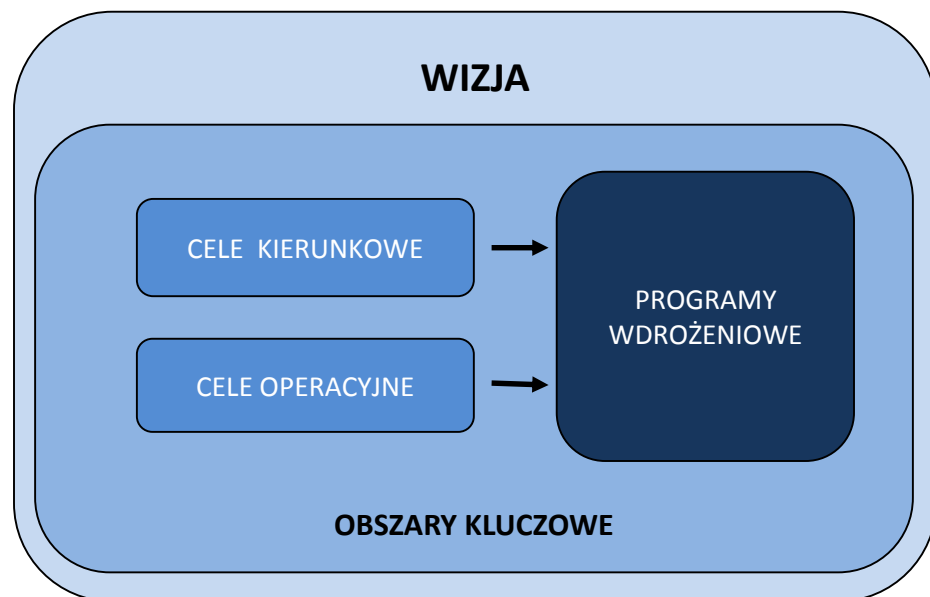 WIZJA
CELE KIERUNKOWE
CELE OPERACYJNE
PROGRAMY
WDROŻENIOWE
OBSZARY KLUCZOWE